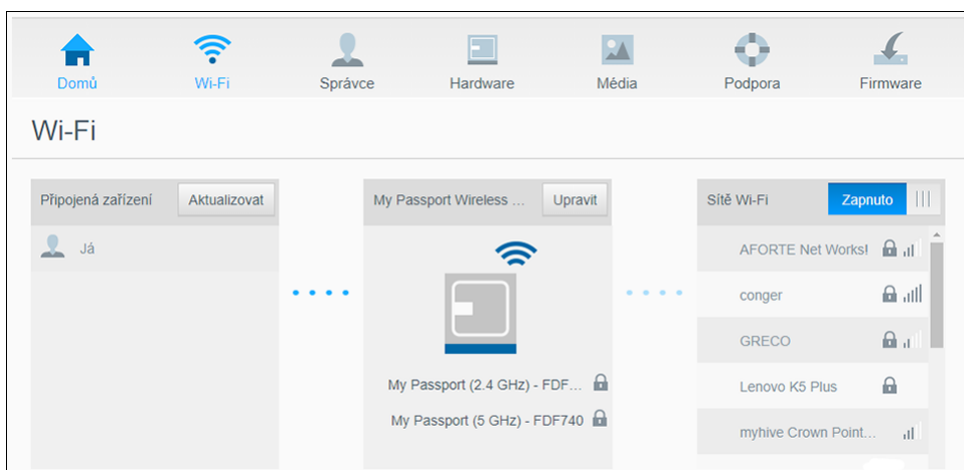 Domů Wi-Fi Správce Hardware Média Podpora Firmware
Wi-Fi
Připojená zařízení Aktualizovat
Já
My Passport Wireless ... Upravit
My Passport (2.4 GHz) - FDF...
My Passport (5 GHz) - FDF740
Sítě Wi-Fi Zapnuto
AFORTE Net Works!
conger
GRECO
Lenovo K5 Plus
myhive Crown Point...